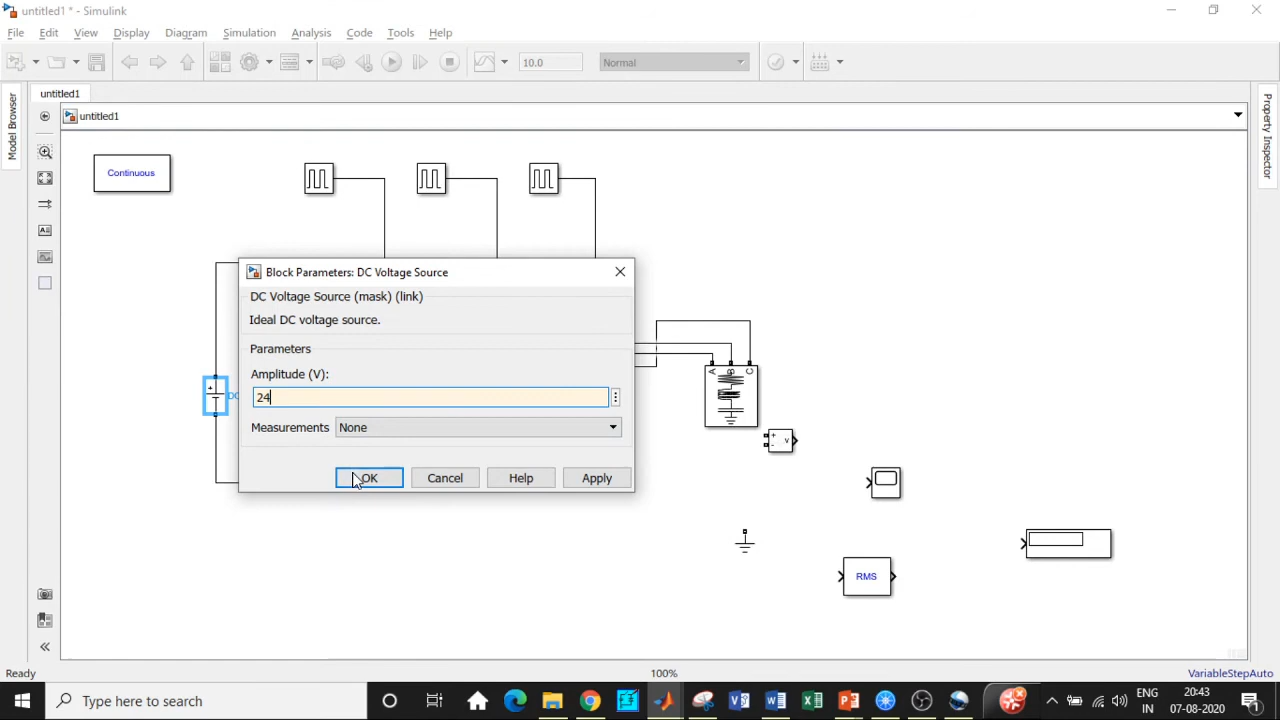 untitled1 * - Simulink
File Edit View Display Diagram Simulation Analysis Code Tools Help
10.0
Normal
Model Browser
untitled1
untitled1
Property Inspector
Continuous
Block Parameters: DC Voltage Source
DC Voltage Source (mask) (link)
Ideal DC voltage source.
Parameters
Amplitude (V):
24
Measurements None
OK Cancel Help Apply
DC
A B C
+ - v
RMS
Ready
100%
VariableStepAuto
Type here to search
ENG
IN
20:43
07-08-2020
1